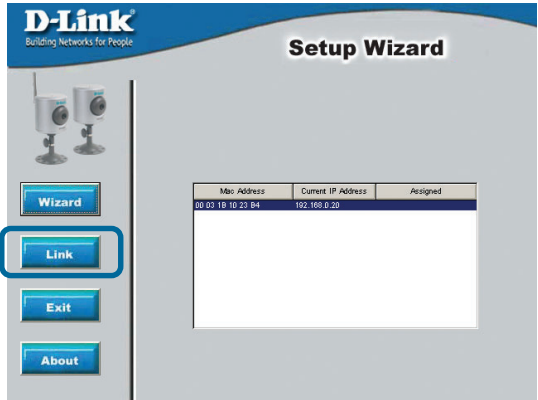 D-Link
Building Networks for People
Setup Wizard
Wizard
Link
Exit
About
Mac Address Current IP Address Assigned
00 03 1B 10 23 B4 192.168.0.20